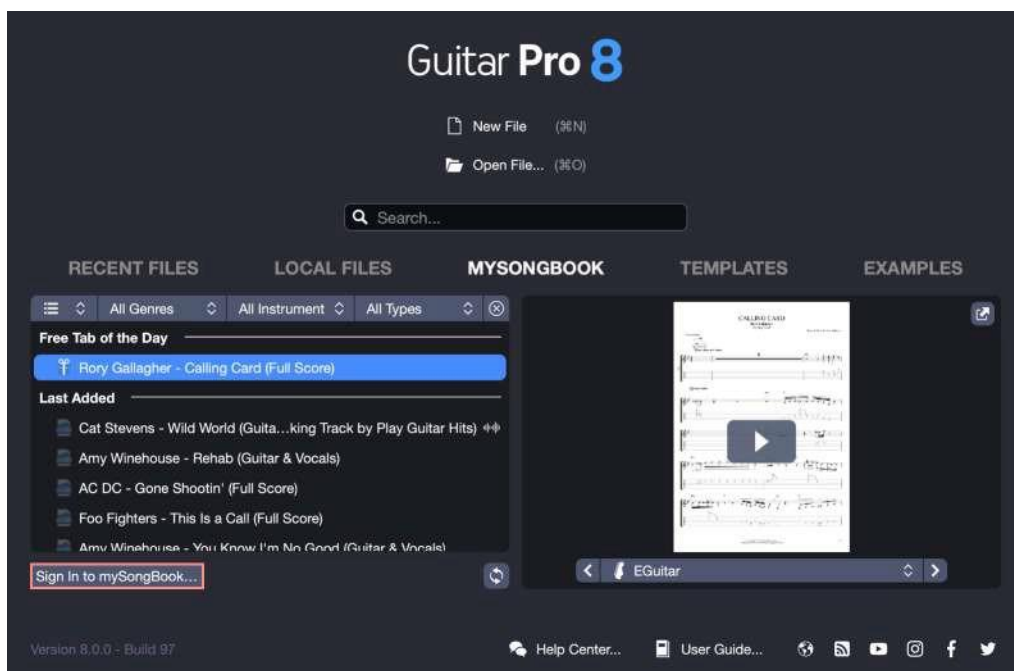 Guitar Pro 8
New File (⌘N)
Open File... (⌘O)
Search...
RECENT FILES LOCAL FILES MYSONGBOOK TEMPLATES EXAMPLES
All Genres All Instrument All Types
Free Tab of the Day
Rory Gallagher - Calling Card (Full Score)
Last Added
Cat Stevens - Wild World (Guita...king Track by Play Guitar Hits)
Amy Winehouse - Rehab (Guitar & Vocals)
AC DC - Gone Shootin' (Full Score)
Foo Fighters - This Is a Call (Full Score)
Amy Winehouse - You Know I'm No Good (Guitar & Vocals)
CALLING CARD
EGuitar
Sign In to mySongBook...
Version 8.0.0 - Build 97
Help Center... User Guide...